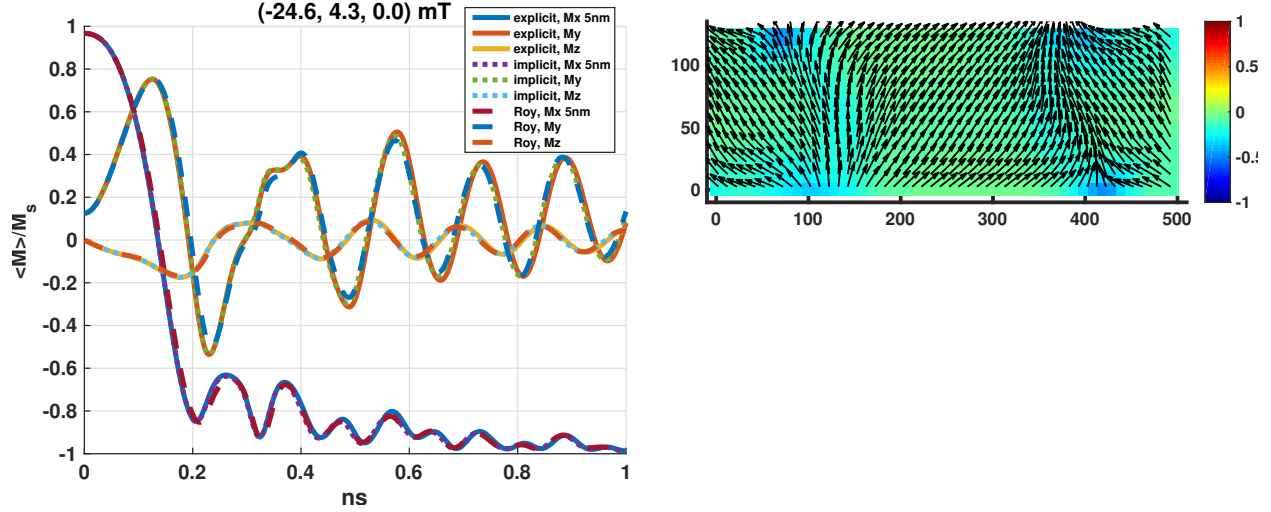 (-24.6, 4.3, 0.0) mT
<M>/M_s
1
0.8
0.6
0.4
0.2
0
-0.2
-0.4
-0.6
-0.8
-1
0 0.2 0.4 0.6 0.8 1
ns
explicit, Mx 5nm
explicit, My
explicit, Mz
implicit, Mx 5nm
implicit, My
implicit, Mz
Roy, Mx 5nm
Roy, My
Roy, Mz
100
50
0
0 100 200 300 400 500
1
0.5
0
-0.5
-1